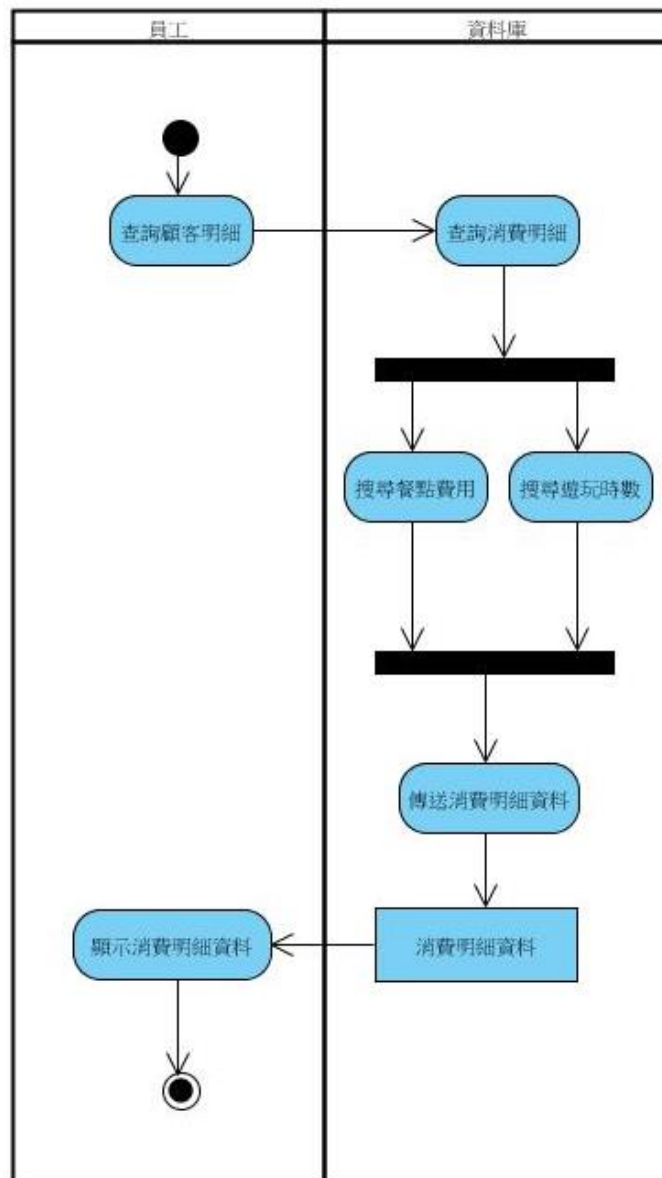 員工
資料庫
查詢顧客明細
查詢消費明細
搜尋餐點費用
搜尋遊玩時數
傳送消費明細資料
顯示消費明細資料
消費明細資料